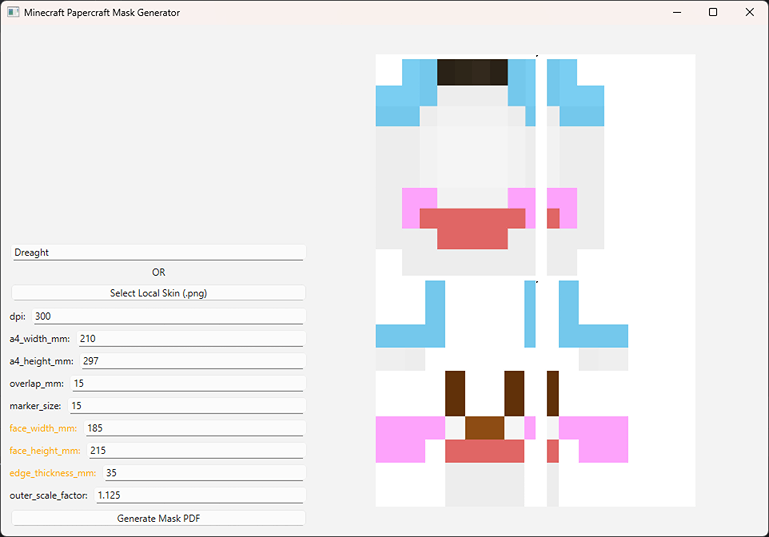 Minecraft Papercraft Mask Generator
Dreaght
OR
Select Local Skin (.png)
dpi: 300
a4_width_mm: 210
a4_height_mm: 297
overlap_mm: 15
marker_size: 15
face_width_mm: 185
face_height_mm: 215
edge_thickness_mm: 35
outer_scale_factor: 1.125
Generate Mask PDF